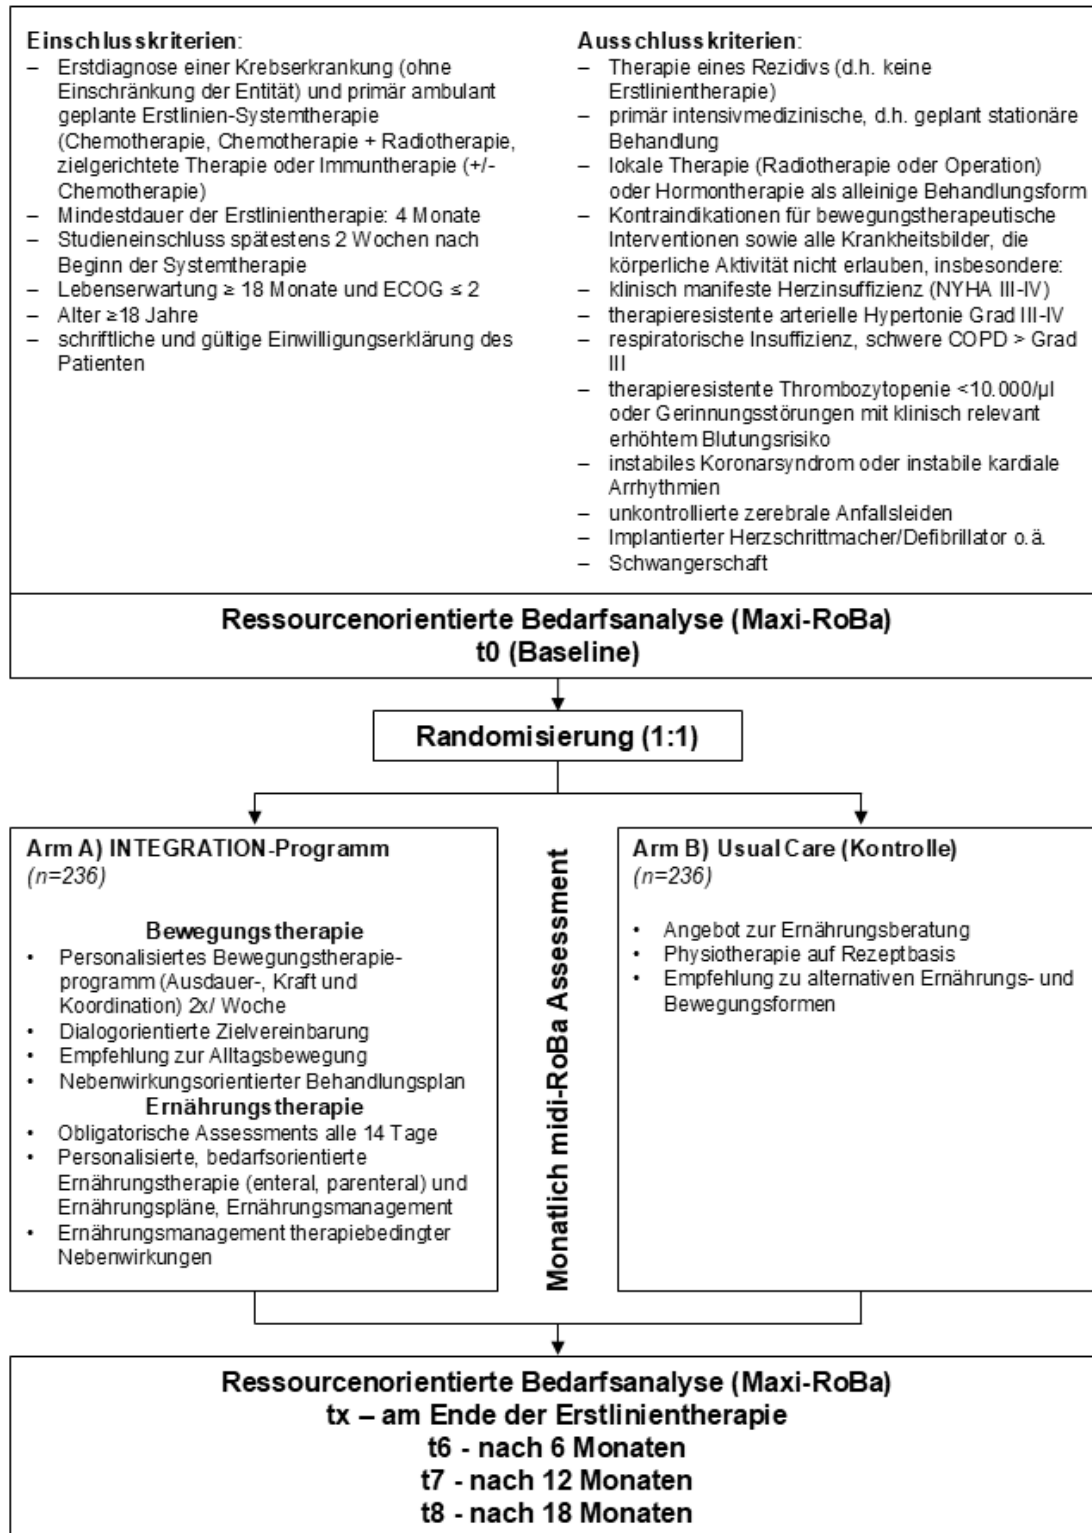 Einschlusskriterien:
– Erstdiagnose einer Krebserkrankung (ohne
Einschränkung der Entität) und primär ambulant
geplante Erstlinien-Systemtherapie
(Chemotherapie, Chemotherapie + Radiotherapie,
zielgerichtete Therapie oder Immuntherapie (+/-
Chemotherapie)
– Mindestdauer der Erstlinientherapie: 4 Monate
– Studieneinschluss spätestens 2 Wochen nach
Beginn der Systemtherapie
– Lebenserwartung ≥ 18 Monate und ECOG ≤ 2
– Alter ≥18 Jahre
– schriftliche und gültige Einwilligungserklärung des
Patienten
Ausschlusskriterien:
– Therapie eines Rezidivs (d.h. keine
Erstlinientherapie)
– primär intensivmedizinische, d.h. geplant stationäre
Behandlung
– lokale Therapie (Radiotherapie oder Operation)
oder Hormontherapie als alleinige Behandlungsform
– Kontraindikationen für bewegungstherapeutische
Interventionen sowie alle Krankheitsbilder, die
körperliche Aktivität nicht erlauben, insbesondere:
– klinisch manifeste Herzinsuffizienz (NYHA III-IV)
– therapieresistente arterielle Hypertonie Grad III-IV
– respiratorische Insuffizienz, schwere COPD > Grad
III
– therapieresistente Thrombozytopenie <10.000/µl
oder Gerinnungsstörungen mit klinisch relevant
erhöhtem Blutungsrisiko
– instabiles Koronarsyndrom oder instabile kardiale
Arrhythmien
– unkontrollierte zerebrale Anfallsleiden
– Implantierter Herzschrittmacher/Defibrillator o.ä.
– Schwangerschaft
Ressourcenorientierte Bedarfsanalyse (Maxi-RoBa)
t0 (Baseline)
Randomisierung (1:1)
Arm A) INTEGRATION-Programm
(n=236)
Bewegungstherapie
• Personalisiertes Bewegungstherapie-
programm (Ausdauer-, Kraft und
Koordination) 2x/ Woche
• Dialogorientierte Zielvereinbarung
• Empfehlung zur Alltagsbewegung
• Nebenwirkungsorientierter Behandlungsplan
Ernährungstherapie
• Obligatorische Assessments alle 14 Tage
• Personalisierte, bedarfsorientierte
Ernährungstherapie (enteral, parenteral) und
Ernährungspläne, Ernährungsmanagement
• Ernährungsmanagement therapiebedingter
Nebenwirkungen
Monatlich midi-RoBa Assessment
Arm B) Usual Care (Kontrolle)
(n=236)
• Angebot zur Ernährungsberatung
• Physiotherapie auf Rezeptbasis
• Empfehlung zu alternativen Ernährungs- und
Bewegungsformen
Ressourcenorientierte Bedarfsanalyse (Maxi-RoBa)
tx – am Ende der Erstlinientherapie
t6 - nach 6 Monaten
t7 - nach 12 Monaten
t8 - nach 18 Monaten